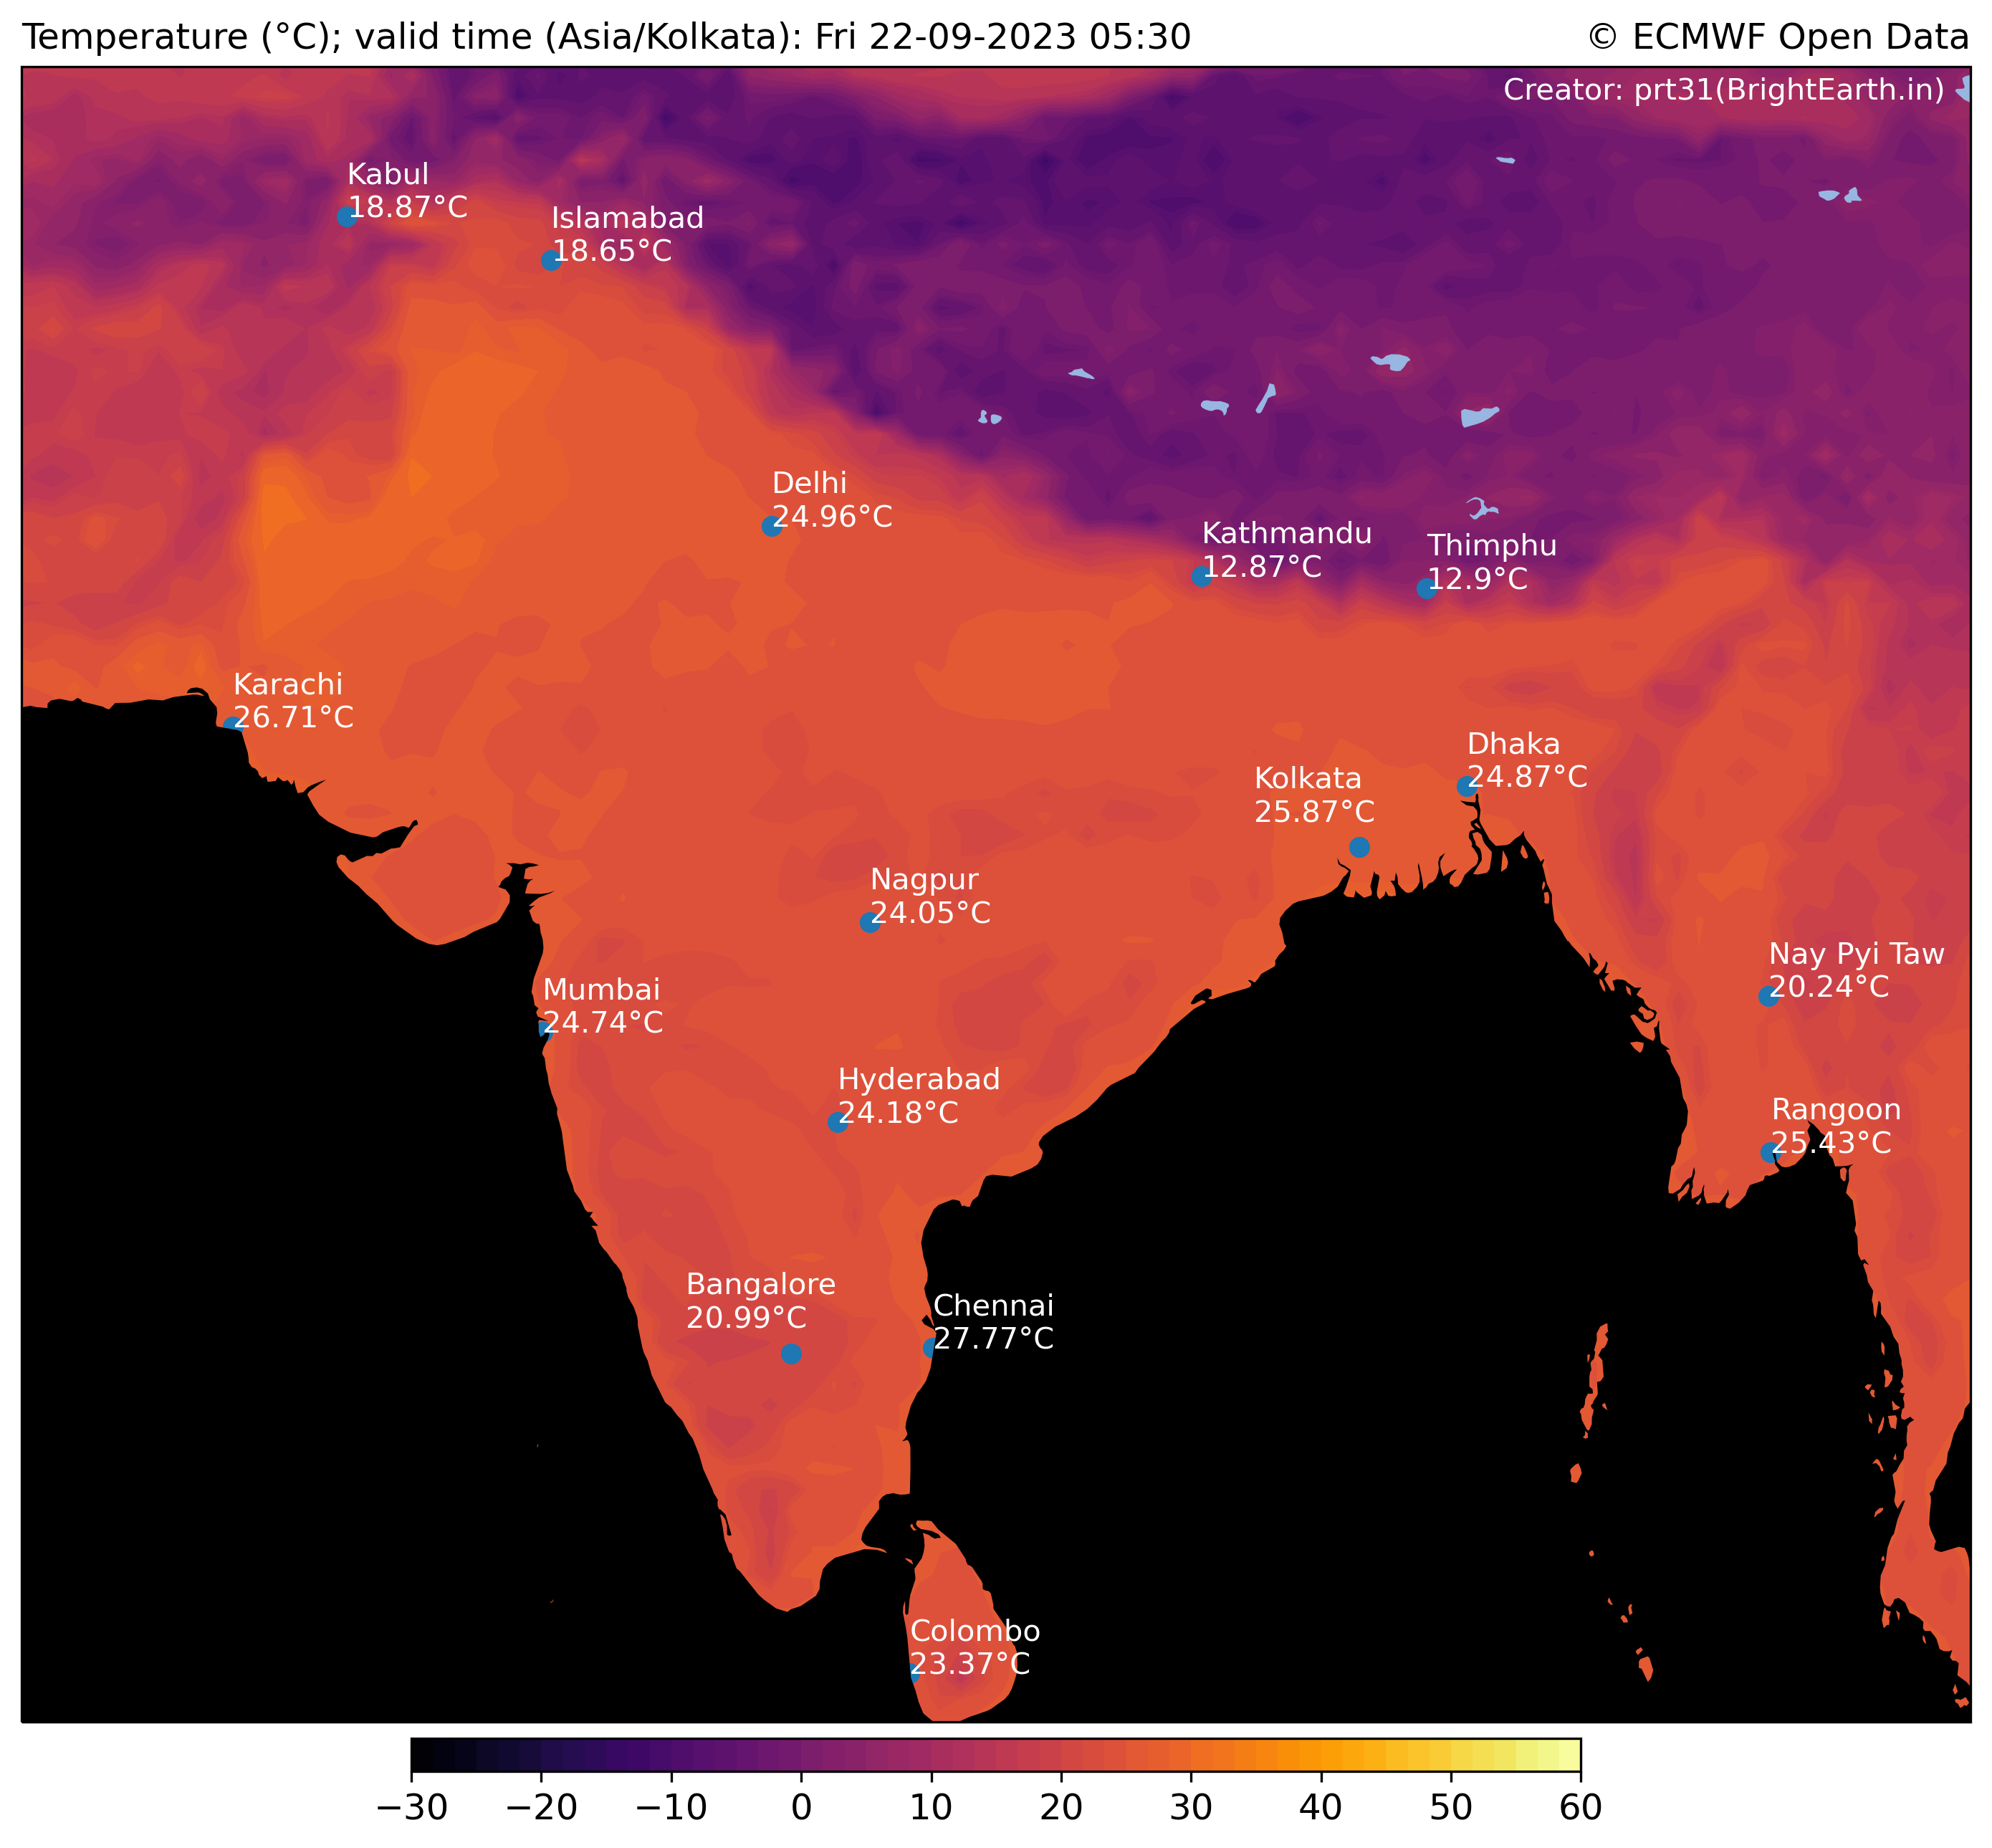 Temperature (°C); valid time (Asia/Kolkata): Fri 22-09-2023 05:30
© ECMWF Open Data
Creator: prt31(BrightEarth.in)
Kabul
18.87°C
Islamabad
18.65°C
Delhi
24.96°C
Kathmandu
12.87°C
Thimphu
12.9°C
Karachi
26.71°C
Dhaka
24.87°C
Kolkata
25.87°C
Nagpur
24.05°C
Nay Pyi Taw
20.24°C
Mumbai
24.74°C
Hyderabad
24.18°C
Rangoon
25.43°C
Bangalore
20.99°C
Chennai
27.77°C
Colombo
23.37°C
−30 −20 −10 0 10 20 30 40 50 60